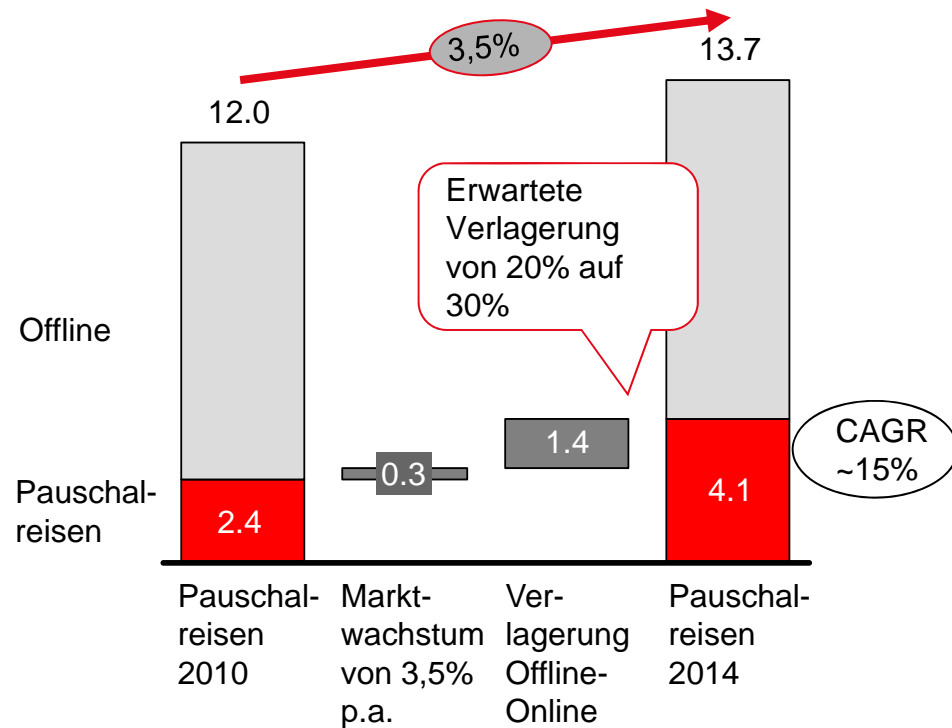 3,5%
13.7
12.0
Erwartete
Verlagerung
von 20% auf
30%
Offline
1.4
CAGR
~15%
0.3
Pauschal-
reisen
2.4
4.1
Pauschal-
reisen
2010
Markt-
wachstum
von 3,5%
p.a.
Ver-
lagerung
Offline-
Online
Pauschal-
reisen
2014